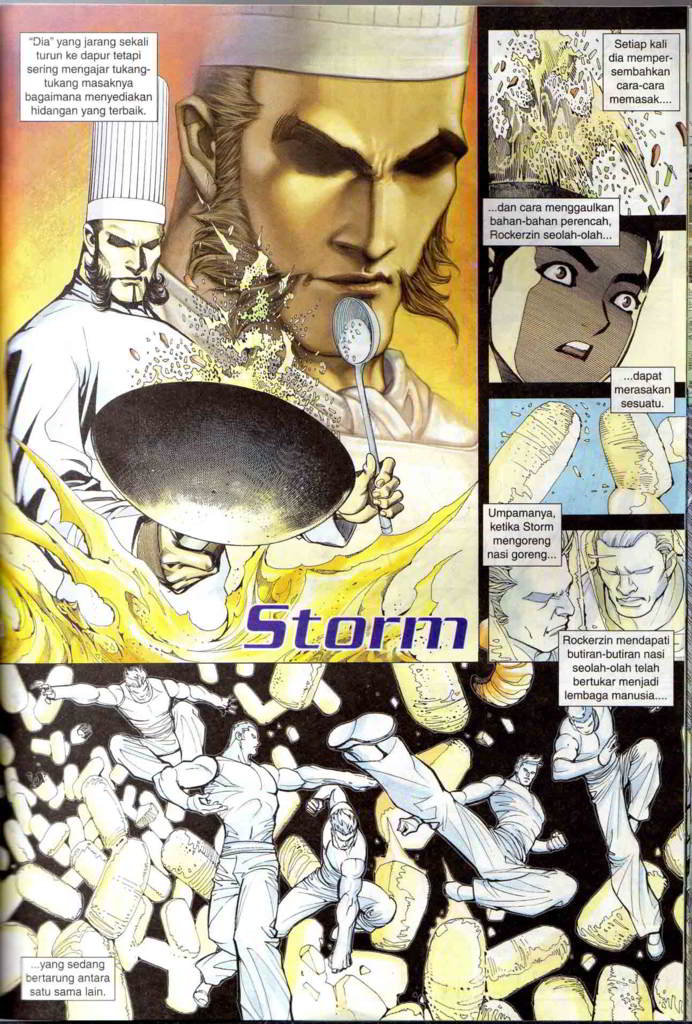 "Dia" yang jarang sekali
turun ke dapur tetapi
sering mengajar tukang-
tukang masaknya
bagaimana menyediakan
hidangan yang terbaik.
Storm
Setiap kali
dia memper-
sembahkan
cara-cara
memasak....
...dan cara menggaulkan
bahan-bahan perencah,
Rockerzin seolah-olah...
...dapat
merasakan
sesuatu.
Umpamanya,
ketika Storm
mengoreng
nasi goreng...
Rockerzin mendapati
butiran-butiran nasi
seolah-olah telah
bertukar menjadi
lembaga manusia....
...yang sedang
bertarung antara
satu sama lain.